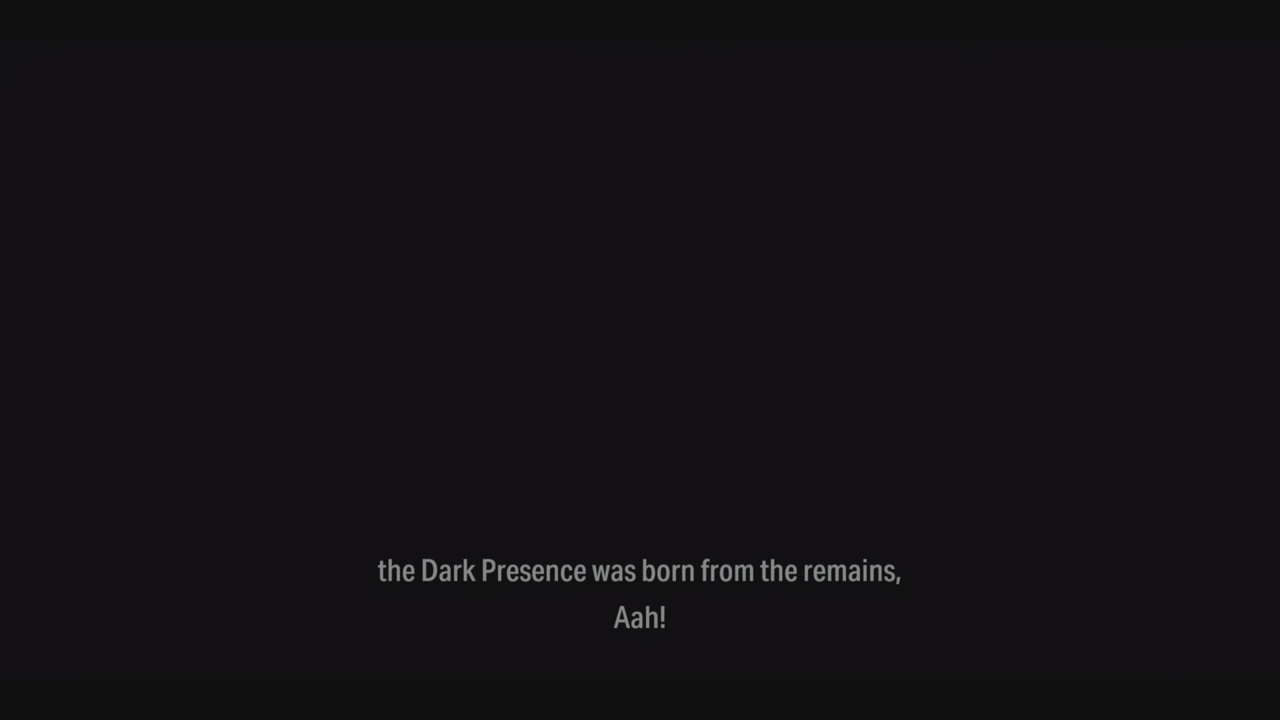 the Dark Presence was born from the remains,
Aah!